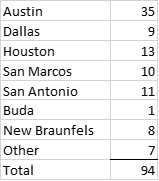 Austin 35
Dallas 9
Houston 13
San Marcos 10
San Antonio 11
Buda 1
New Braunfels 8
Other 7
Total 94